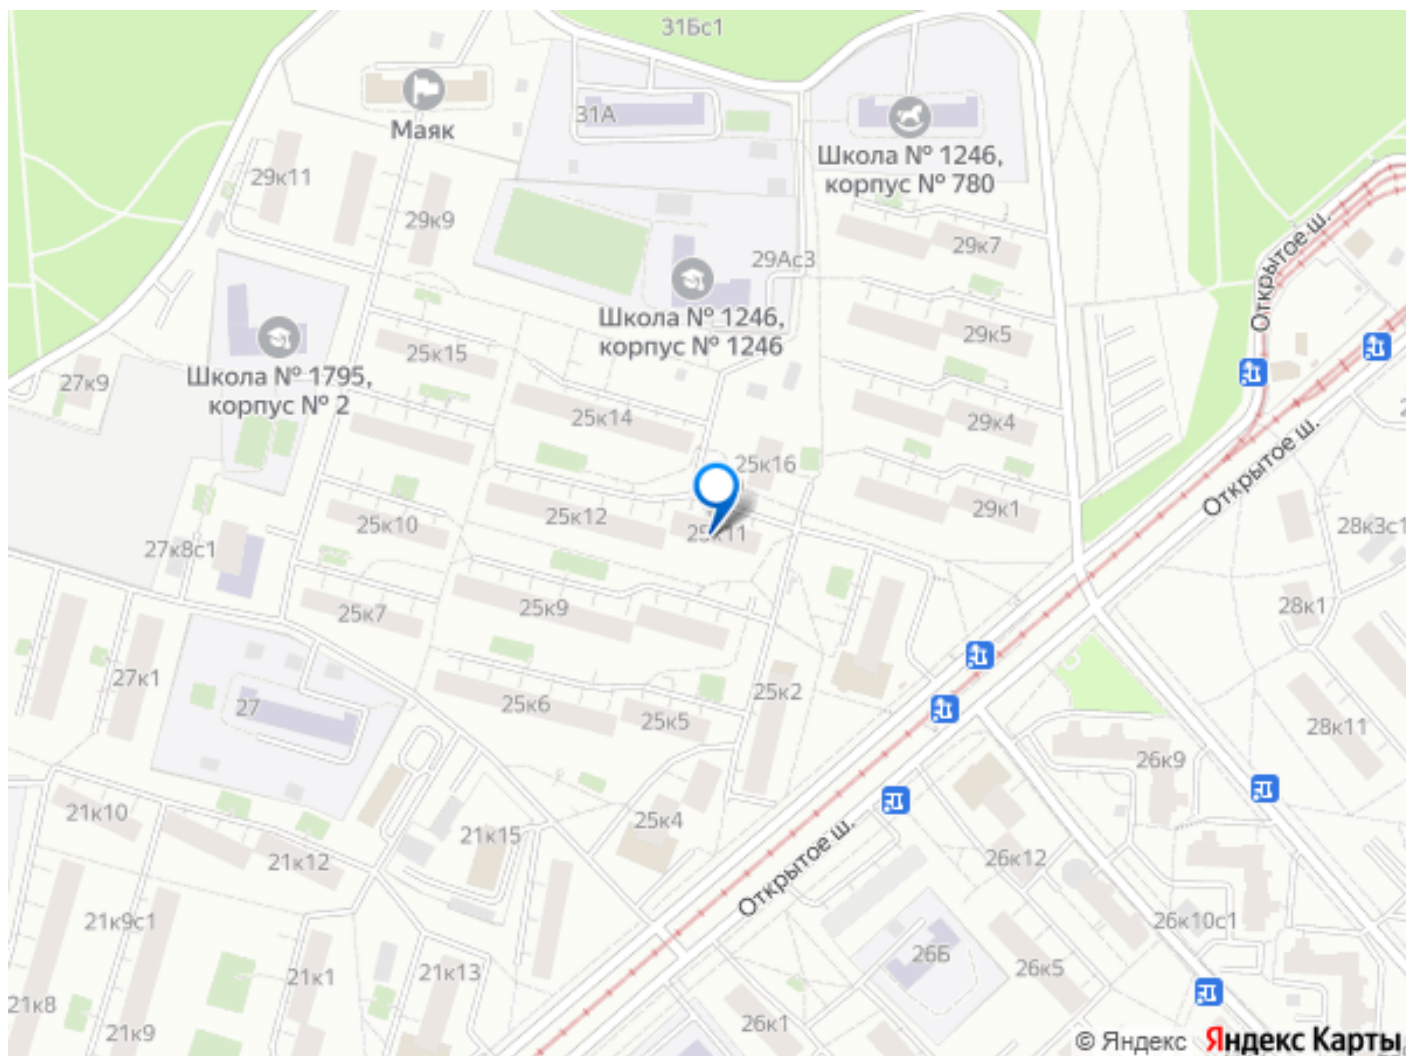 31Бс1
31А
Маяк
Школа № 1246,
корпус № 780
29к11
29к9
29к7
29Ас3
Школа № 1246,
корпус № 1246
Открытое ш.
29к5
25к15
Школа № 1795,
корпус № 2
27к9
25к14
29к4
25к16
Открытое ш.
29к1
25к10
25к12
25к11
28к3с1
27к8с1
28к1
25к7
25к9
27к1
25к2
27
25к6
25к5
28к11
26к9
21к10
25к4
21к15
21к12
Открытое ш.
26к12
21к9с1
26к10с1
26Б
21к1
21к13
26к5
21к8
21к9
26к1
© Яндекс Яндекс Карты